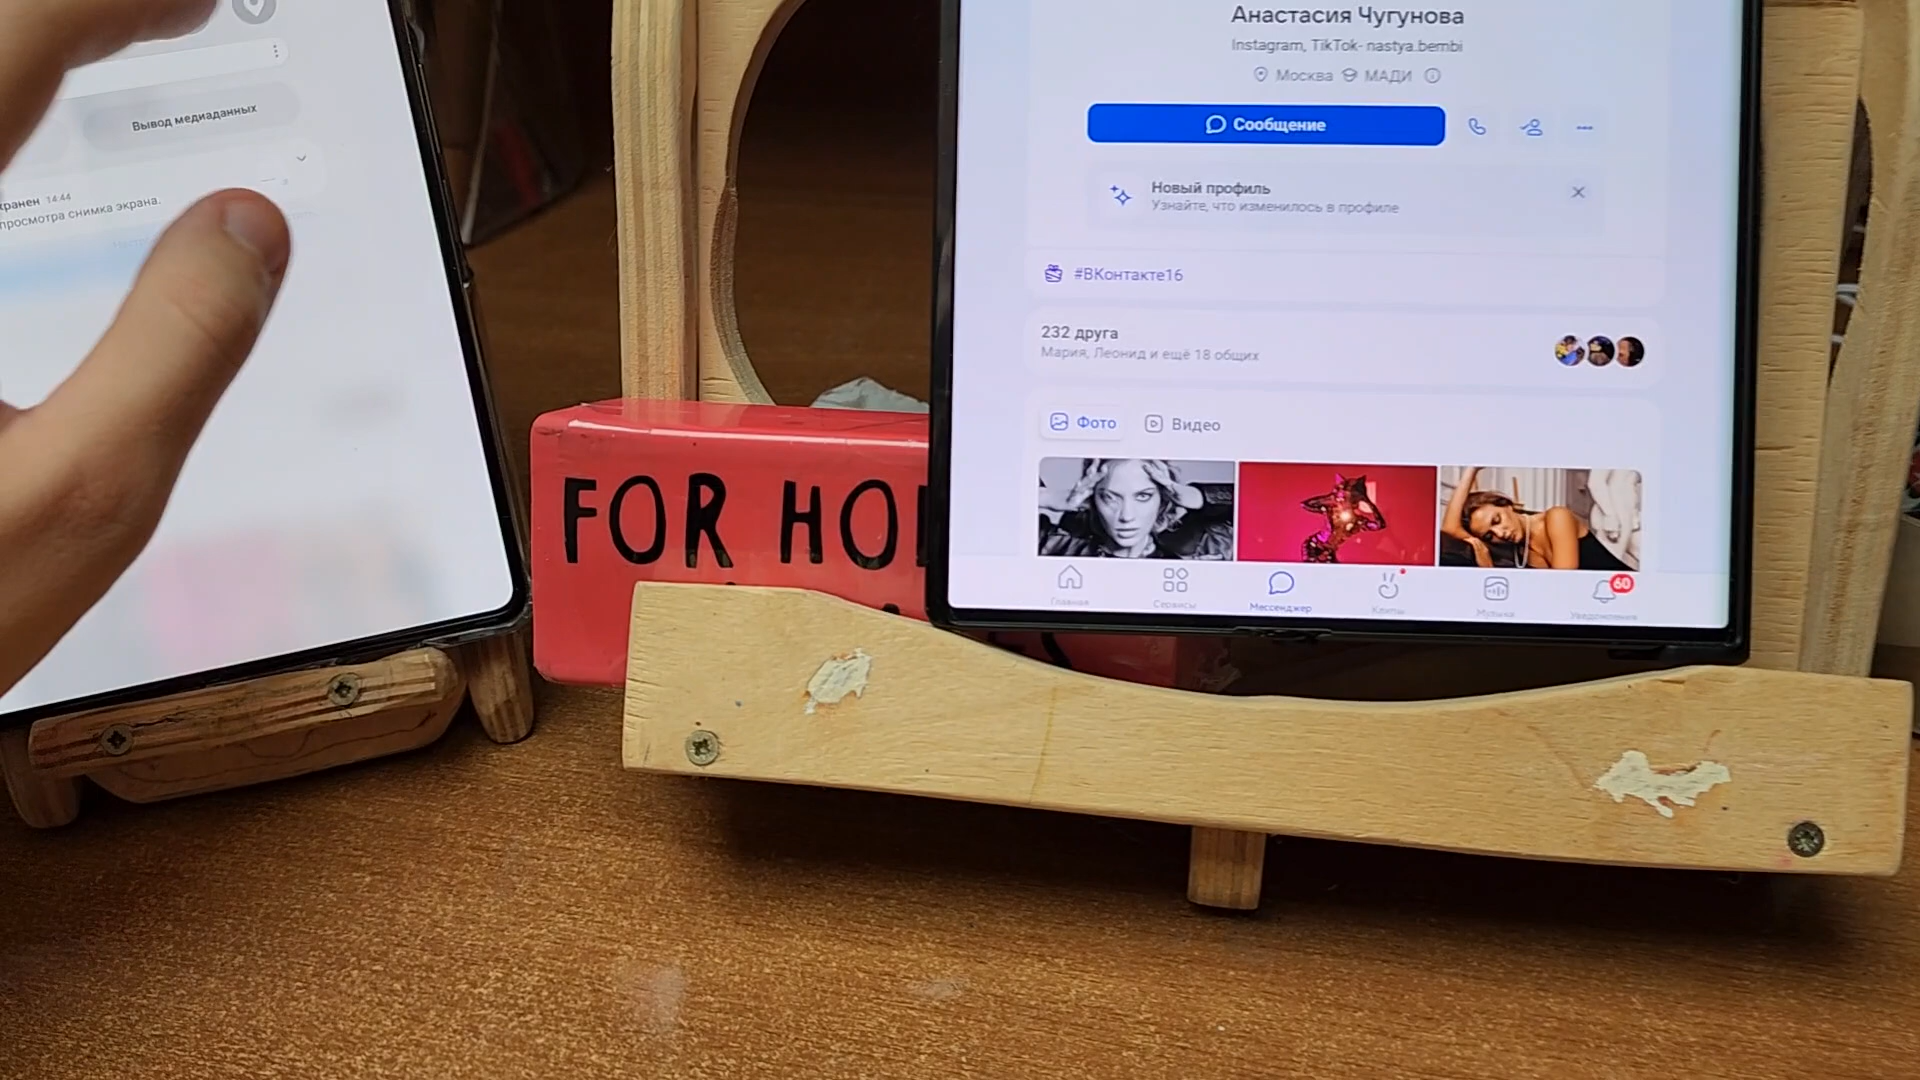 Вывод медиаданных
хранен 14:44
просмотра снимка экрана.
FOR HO
Анастасия Чугунова
Instagram, TikTok- nastya.bembi
Москва МАДИ
Сообщение
Новый профиль
Узнайте, что изменилось в профиле
#ВКонтакте16
232 друга
Мария, Леонид и ещё 18 общих
Фото Видео
60
Главная Сервисы Мессенджер Клипы Музыка Уведомления